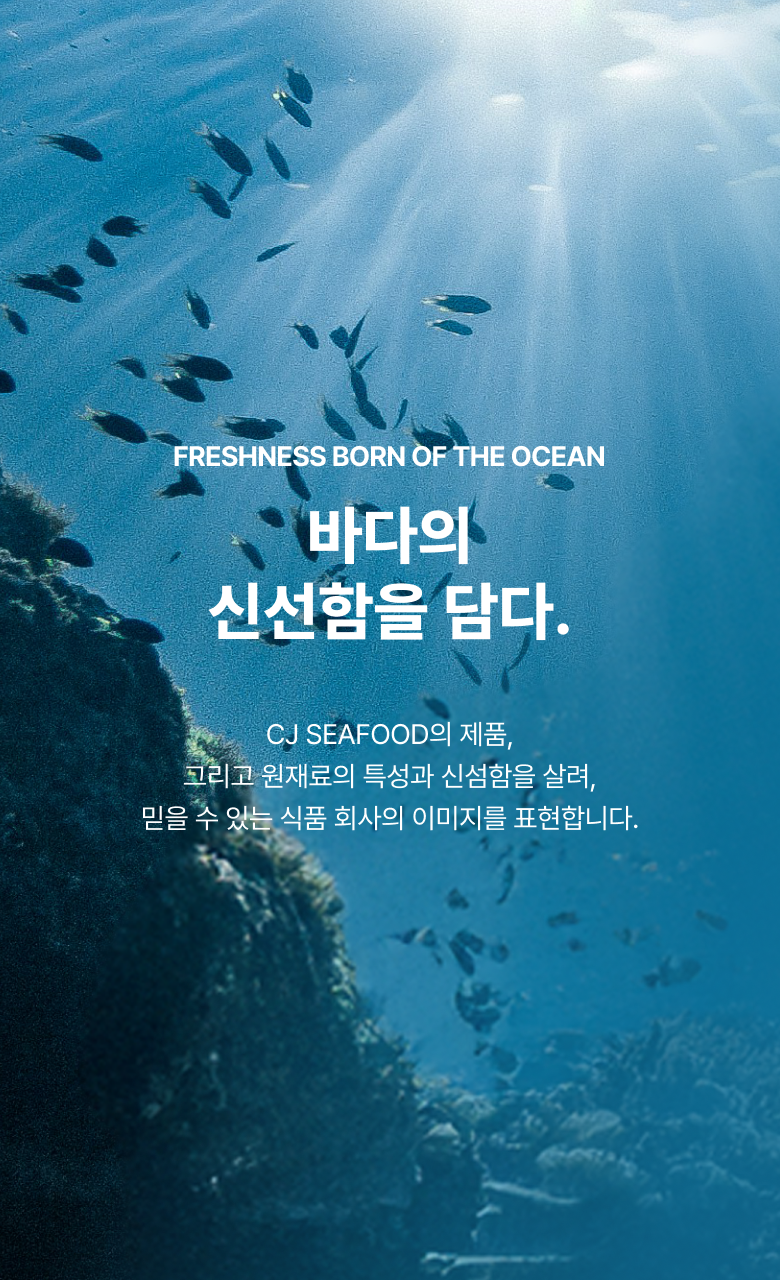 FRESHNESS BORN OF THE OCEAN
바다의
신선함을 담다.
CJ SEAFOOD의 제품,
그리고 원재료의 특성과 신섬함을 살려,
믿을 수 있는 식품 회사의 이미지를 표현합니다.